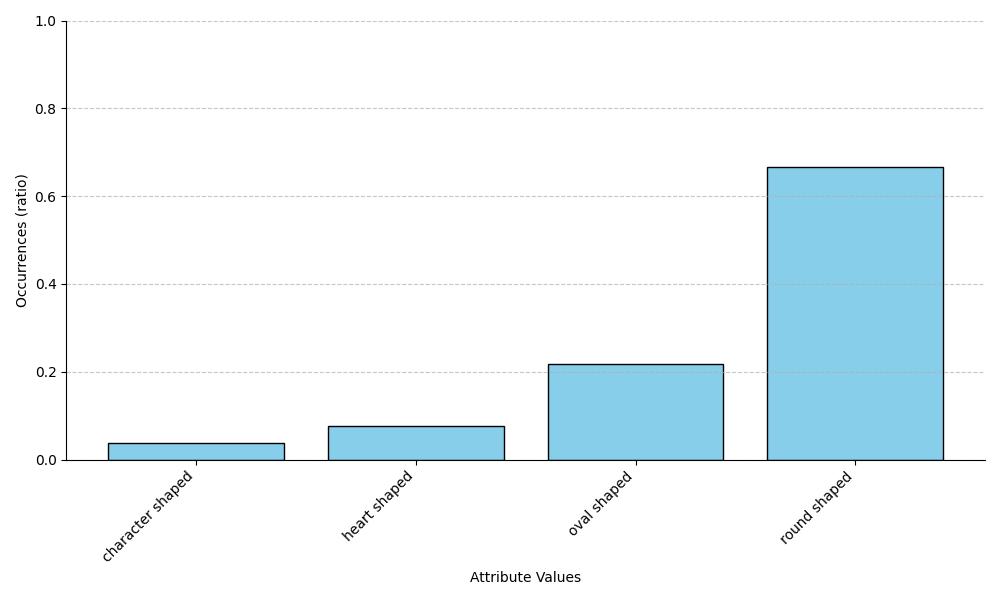 1.0
0.8
0.6
0.4
0.2
0.0
Occurrences (ratio)
character shaped
heart shaped
oval shaped
round shaped
Attribute Values